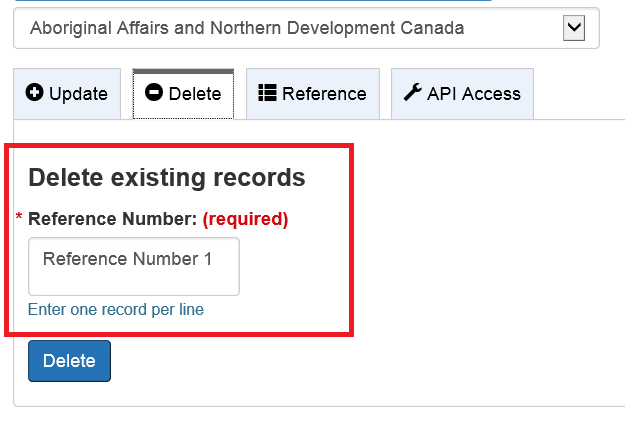 Aboriginal Affairs and Northern Development Canada
Update Delete Reference API Access
Delete existing records
* Reference Number: (required)
Reference Number 1
Enter one record per line
Delete